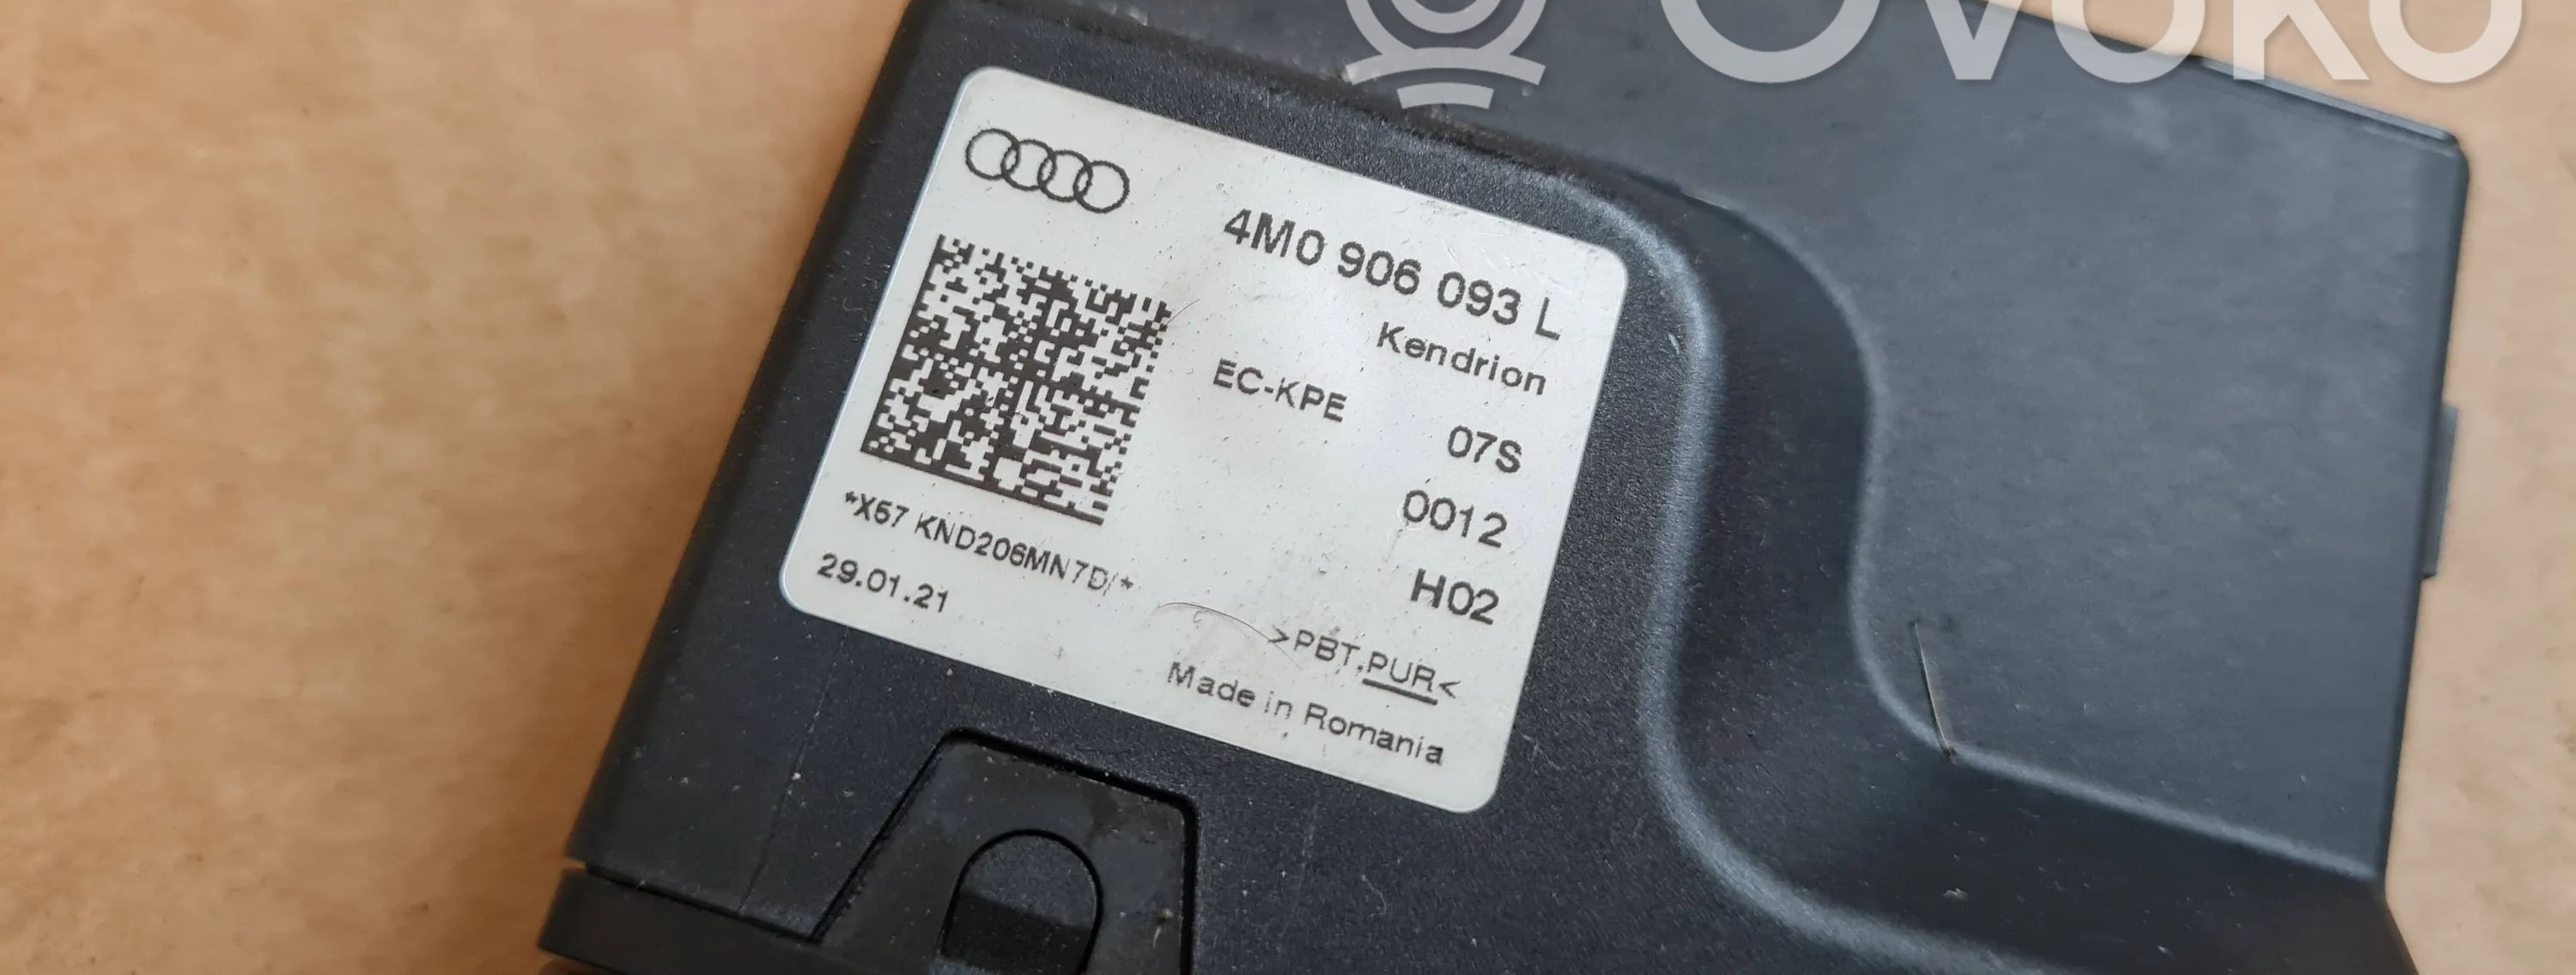 OVOKO
4M0 906 093 L
Kendrion
EC-KPE
07S
0012
H02
*X57 KND206MN7D/*
29.01.21
>PBT,PUR<
Made in Romania